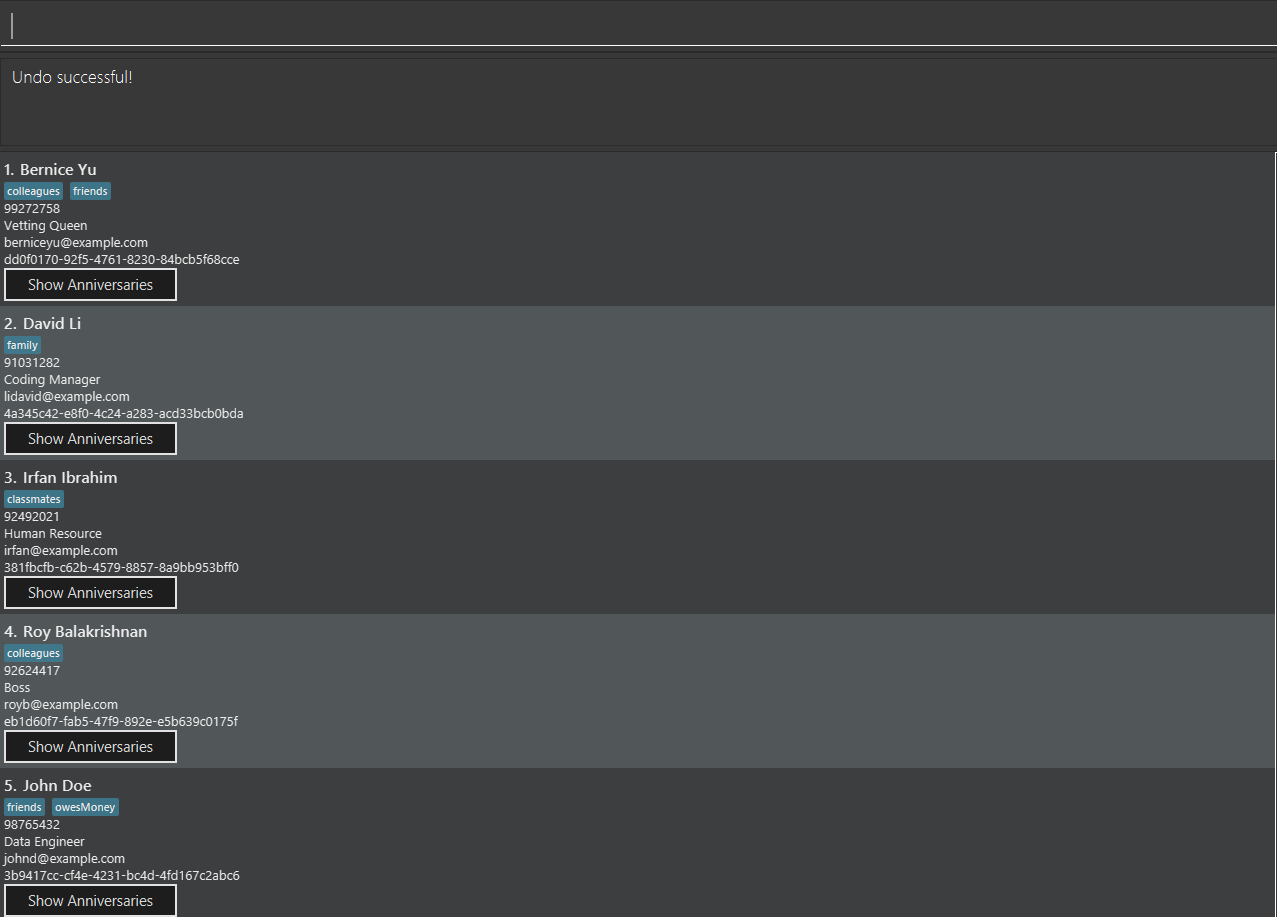 Undo successful!
1. Bernice Yu
colleagues friends
99272758
Vetting Queen
berniceyu@example.com
dd0f0170-92f5-4761-8230-84bcb5f68cce
Show Anniversaries
2. David Li
family
91031282
Coding Manager
lidavid@example.com
4a345c42-e8f0-4c24-a283-acd33bcb0bda
Show Anniversaries
3. Irfan Ibrahim
classmates
92492021
Human Resource
irfan@example.com
381fbcfb-c62b-4579-8857-8a9bb953bff0
Show Anniversaries
4. Roy Balakrishnan
colleagues
92624417
Boss
royb@example.com
eb1d60f7-fab5-47f9-892e-e5b639c0175f
Show Anniversaries
5. John Doe
friends owesMoney
98765432
Data Engineer
johnd@example.com
3b9417cc-cf4e-4231-bc4d-4fd167c2abc6
Show Anniversaries